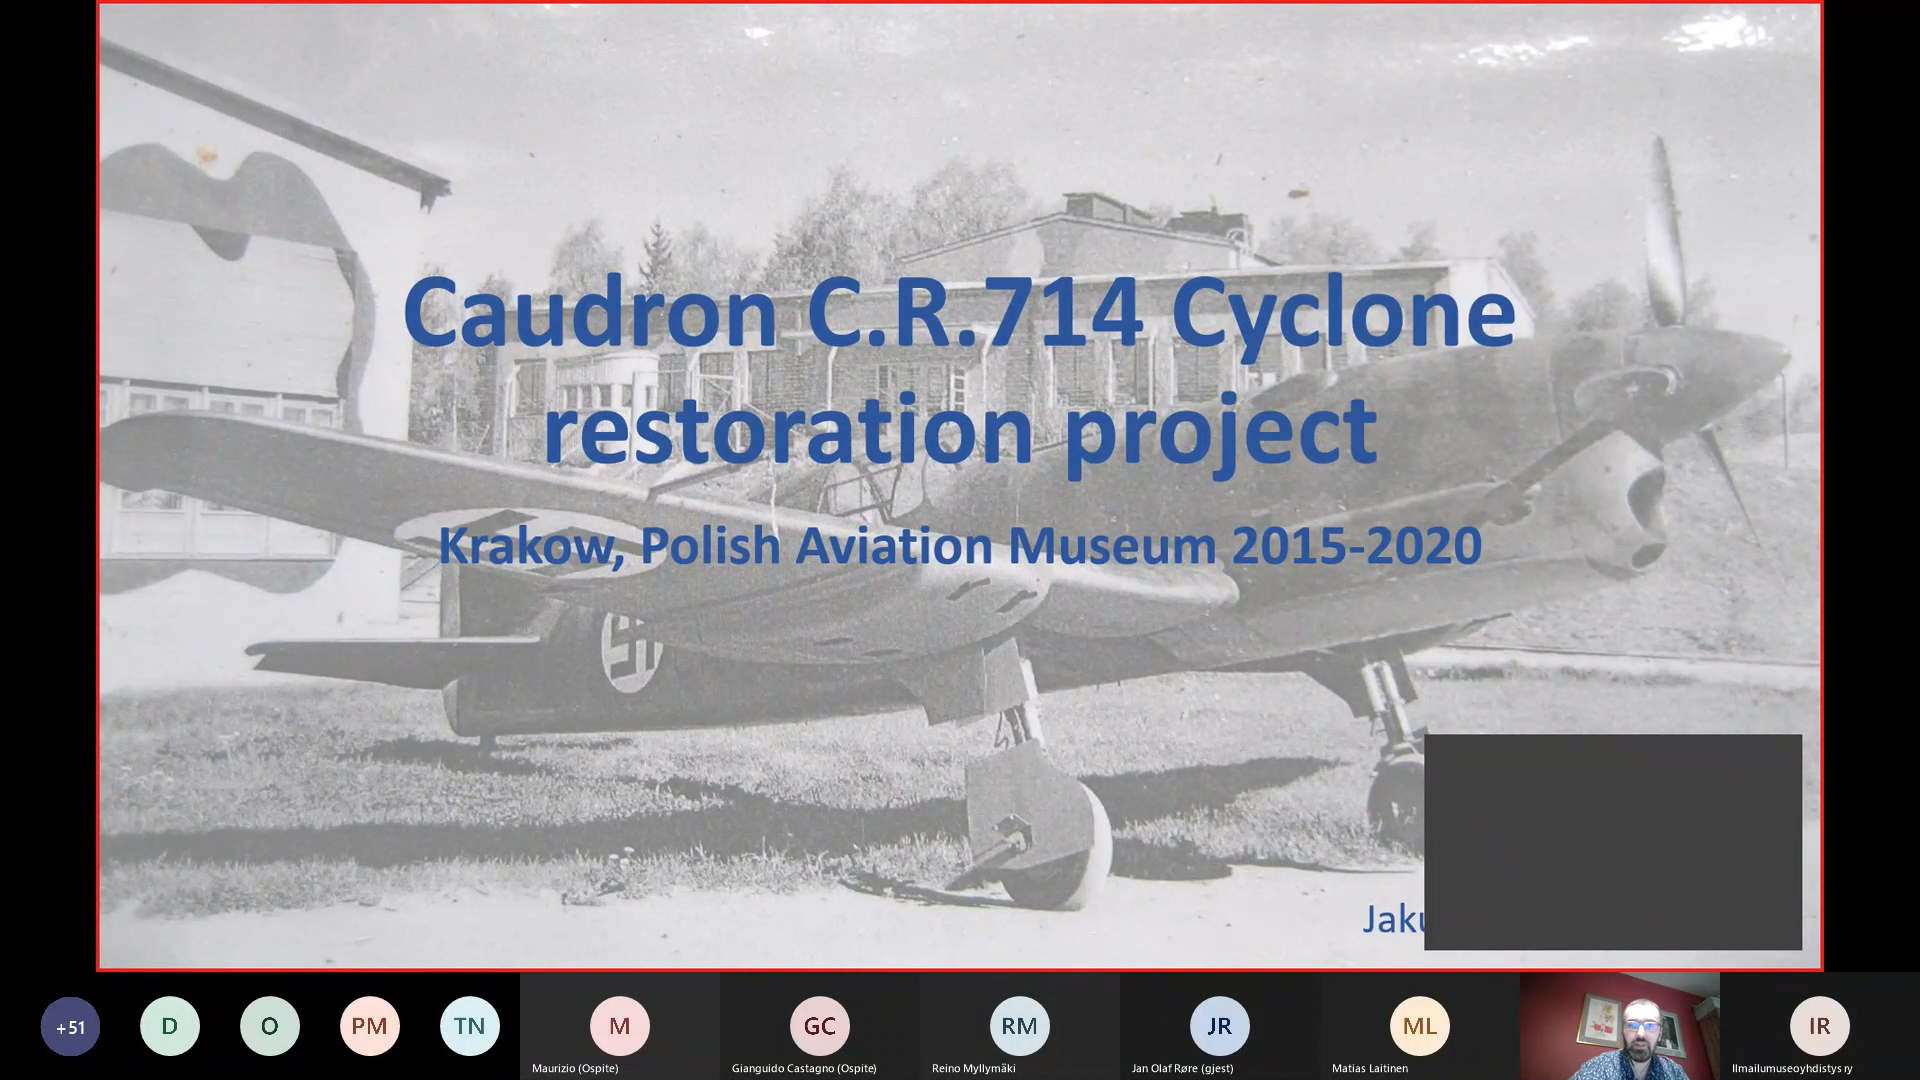 Caudron C.R.714 Cyclone
restoration project
Krakow, Polish Aviation Museum 2015-2020
+51
D
O
PM
TN
M
GC
RM
JR
ML
IR
Maurizio (Ospite)
Gianguido Castagno (Ospite)
Reino Myllymäki
Jan Olaf Røre (gjest)
Matias Laitinen
Ilmailumuseoyhdistys ry